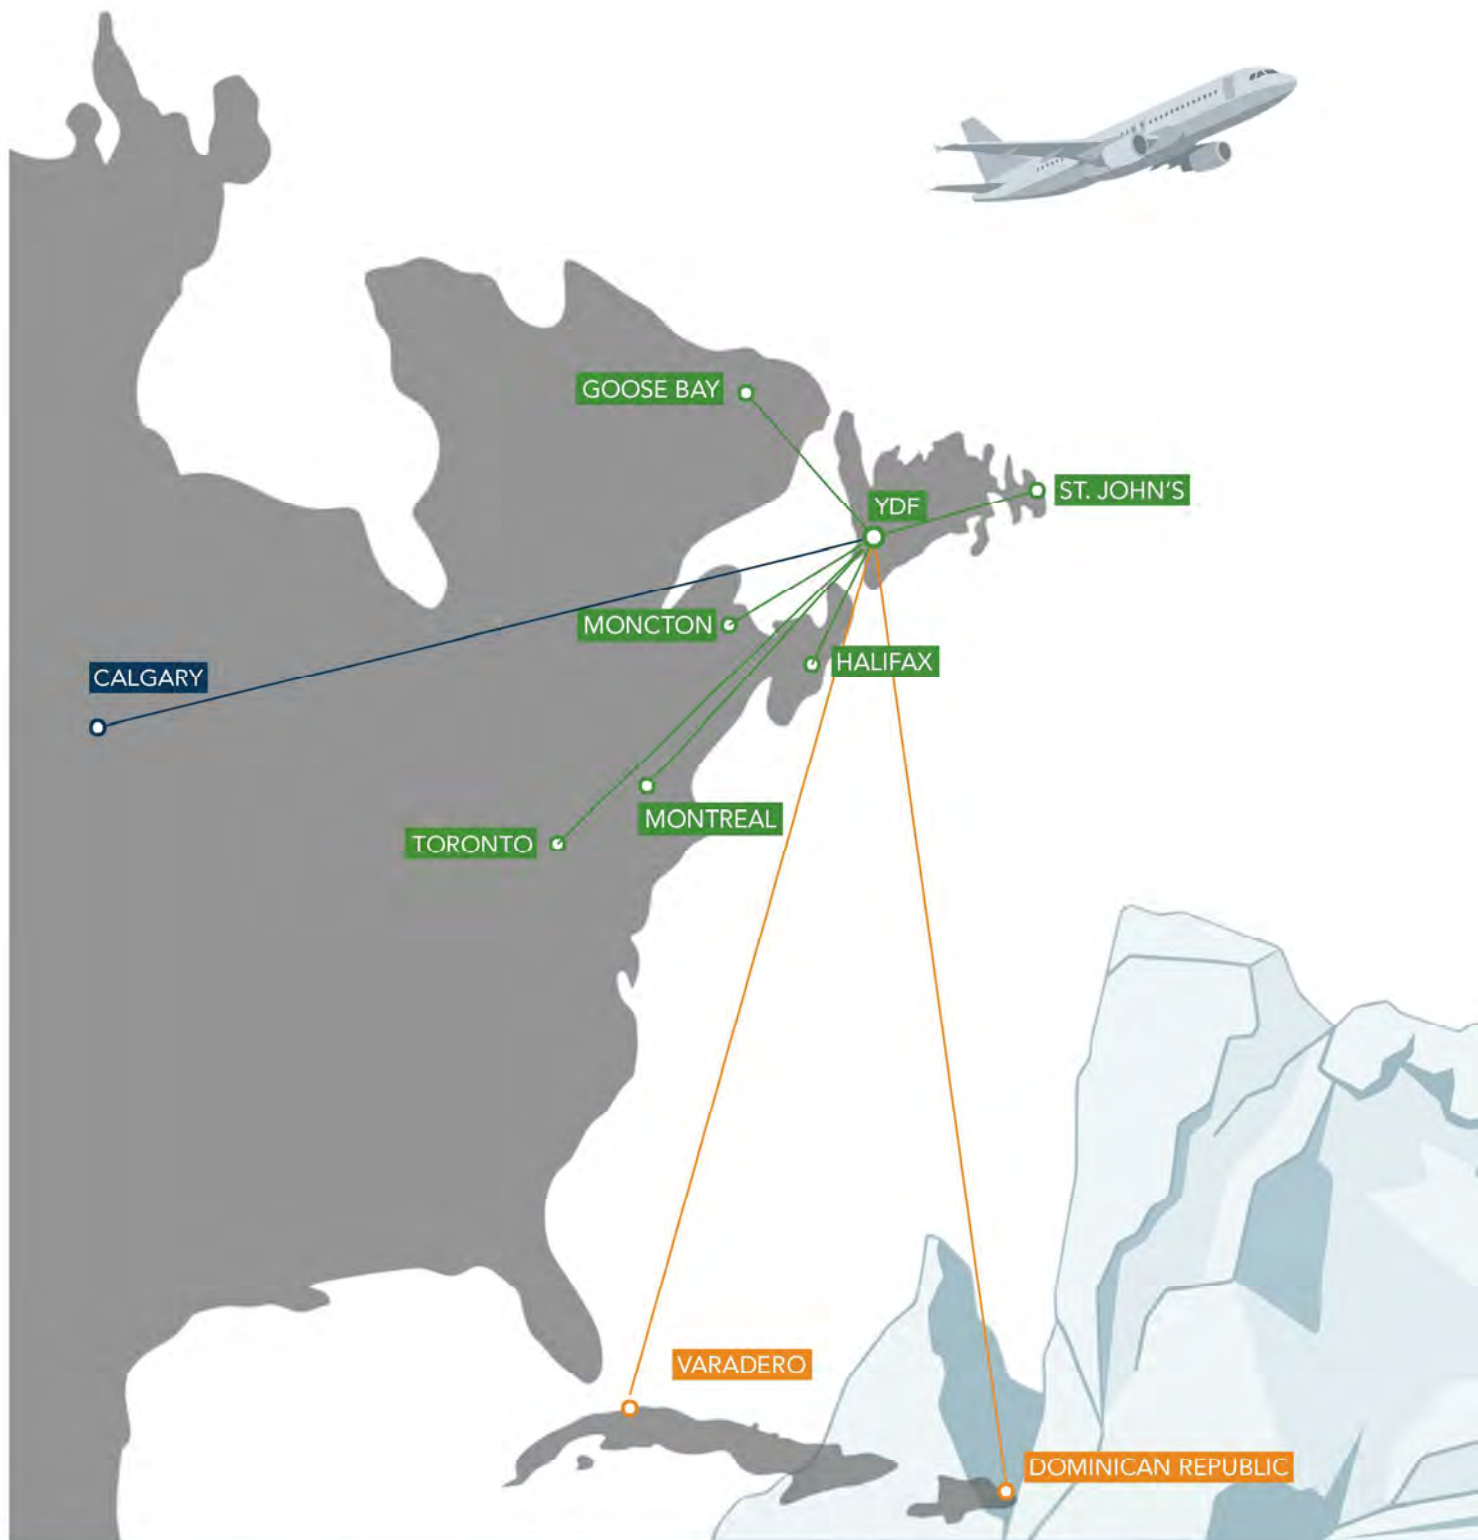 GOOSE BAY
ST. JOHN'S
YDF
MONCTON
HALIFAX
CALGARY
MONTREAL
TORONTO
VARADERO
DOMINICAN REPUBLIC